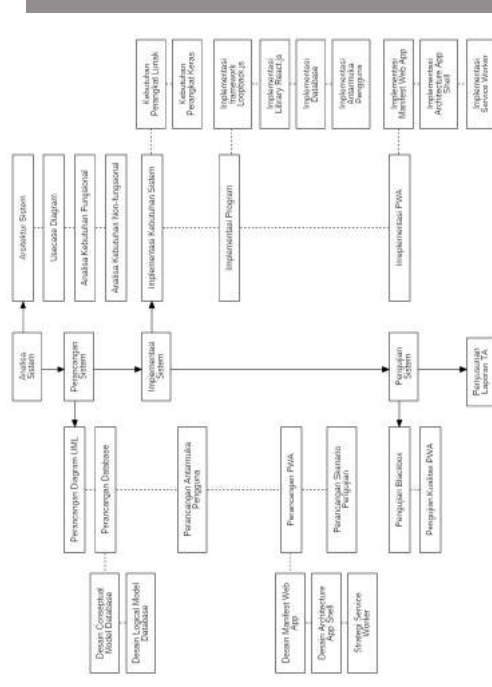 Analisa
Sistem
Arsitektur Sistem
Usecase Diagram
Analisa Kebutuhan Fungsional
Analisa Kebutuhan Non-fungsional
Perancangan
Sistem
Perancangan Diagram UML
Perancangan Database
Desain Conseptual
Model Database
Desain Logical Model
Database
Perancangan Antarmuka
Pengguna
Perancangan PWA
Desain Manifest Web
App
Desain Architecture
App Shell
Strategi Service
Worker
Perancangan Skenario
Pengujian
Implementasi
Sistem
Implementasi Kebutuhan Sistem
Kebutuhan
Perangkat Lunak
Kebutuhan
Perangkat Keras
Implementasi Program
Implementasi
framework
Loopback.js
Implementasi
Library React.js
Implementasi
Database
Implementasi
Antarmuka
Pengguna
Implementasi PWA
Implementasi
Manifest Web App
Implementasi
Architecture App
Shell
Implementasi
Service Worker
Pengujian
Sistem
Pengujian Blackbox
Pengujian Kualitas PWA
Penyusunan
Laporan TA